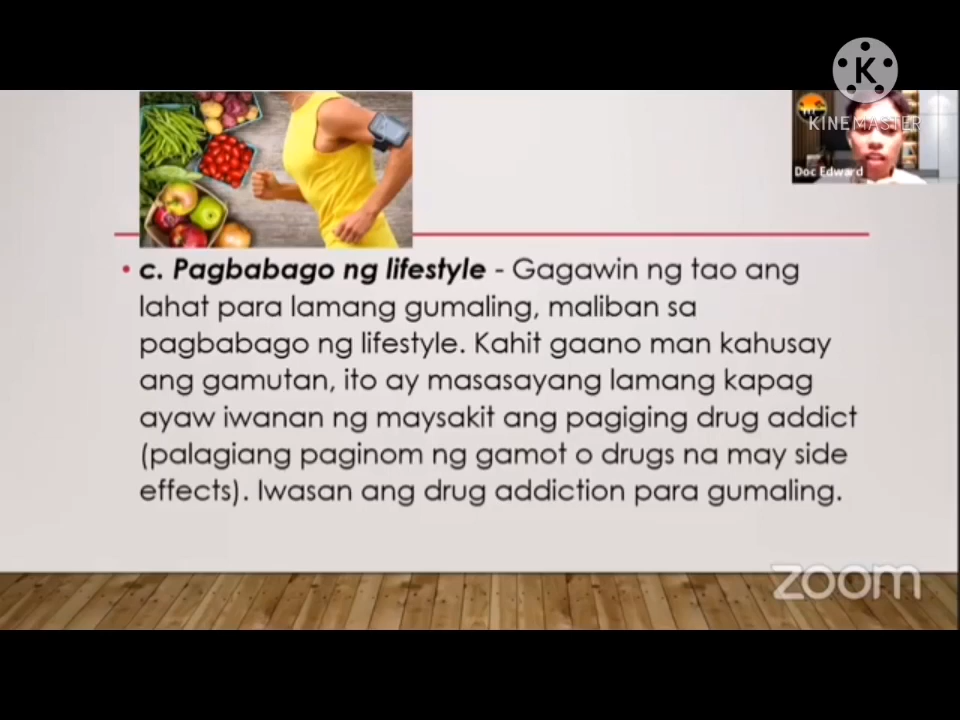 K
KINEMASTER
Doc Edward
• c. Pagbabago ng lifestyle - Gagawin ng tao ang
lahat para lamang gumaling, maliban sa
pagbabago ng lifestyle. Kahit gaano man kahusay
ang gamutan, ito ay masasayang lamang kapag
ayaw iwanan ng maysakit ang pagiging drug addict
(palagiang paginom ng gamot o drugs na may side
effects). Iwasan ang drug addiction para gumaling.
zoom